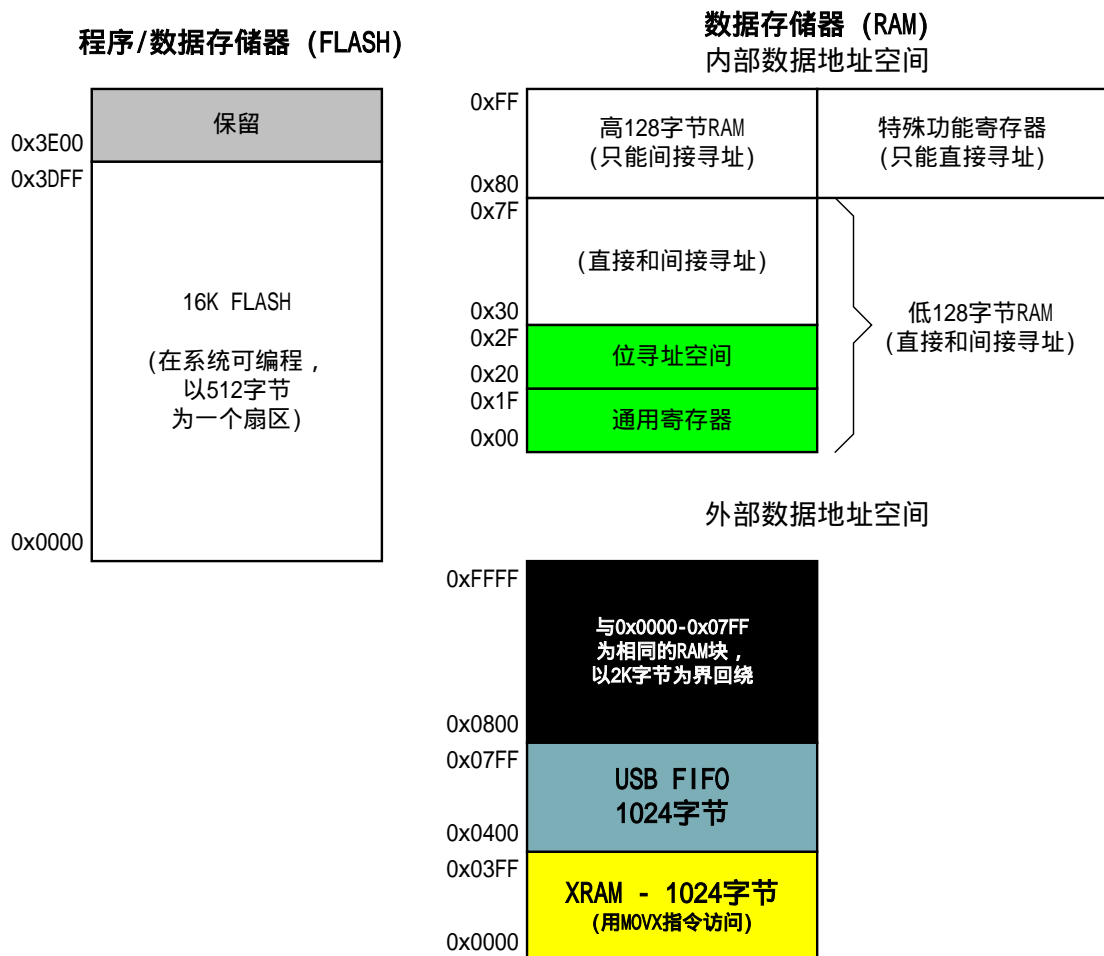 程序/数据存储器 (FLASH)
保留
0x3E00
0x3DFF
16K FLASH
(在系统可编程，
以512字节
为一个扇区)
0x0000
数据存储器 (RAM)
内部数据地址空间
0xFF
高128字节RAM
(只能间接寻址)
特殊功能寄存器
(只能直接寻址)
0x80
0x7F
(直接和间接寻址)
0x30
0x2F
位寻址空间
0x20
0x1F
通用寄存器
0x00
低128字节RAM
(直接和间接寻址)
外部数据地址空间
0xFFFF
与0x0000-0x07FF
为相同的RAM块，
以2K字节为界回绕
0x0800
0x07FF
USB FIFO
1024字节
0x0400
0x03FF
XRAM - 1024字节
(用MOVX指令访问)
0x0000